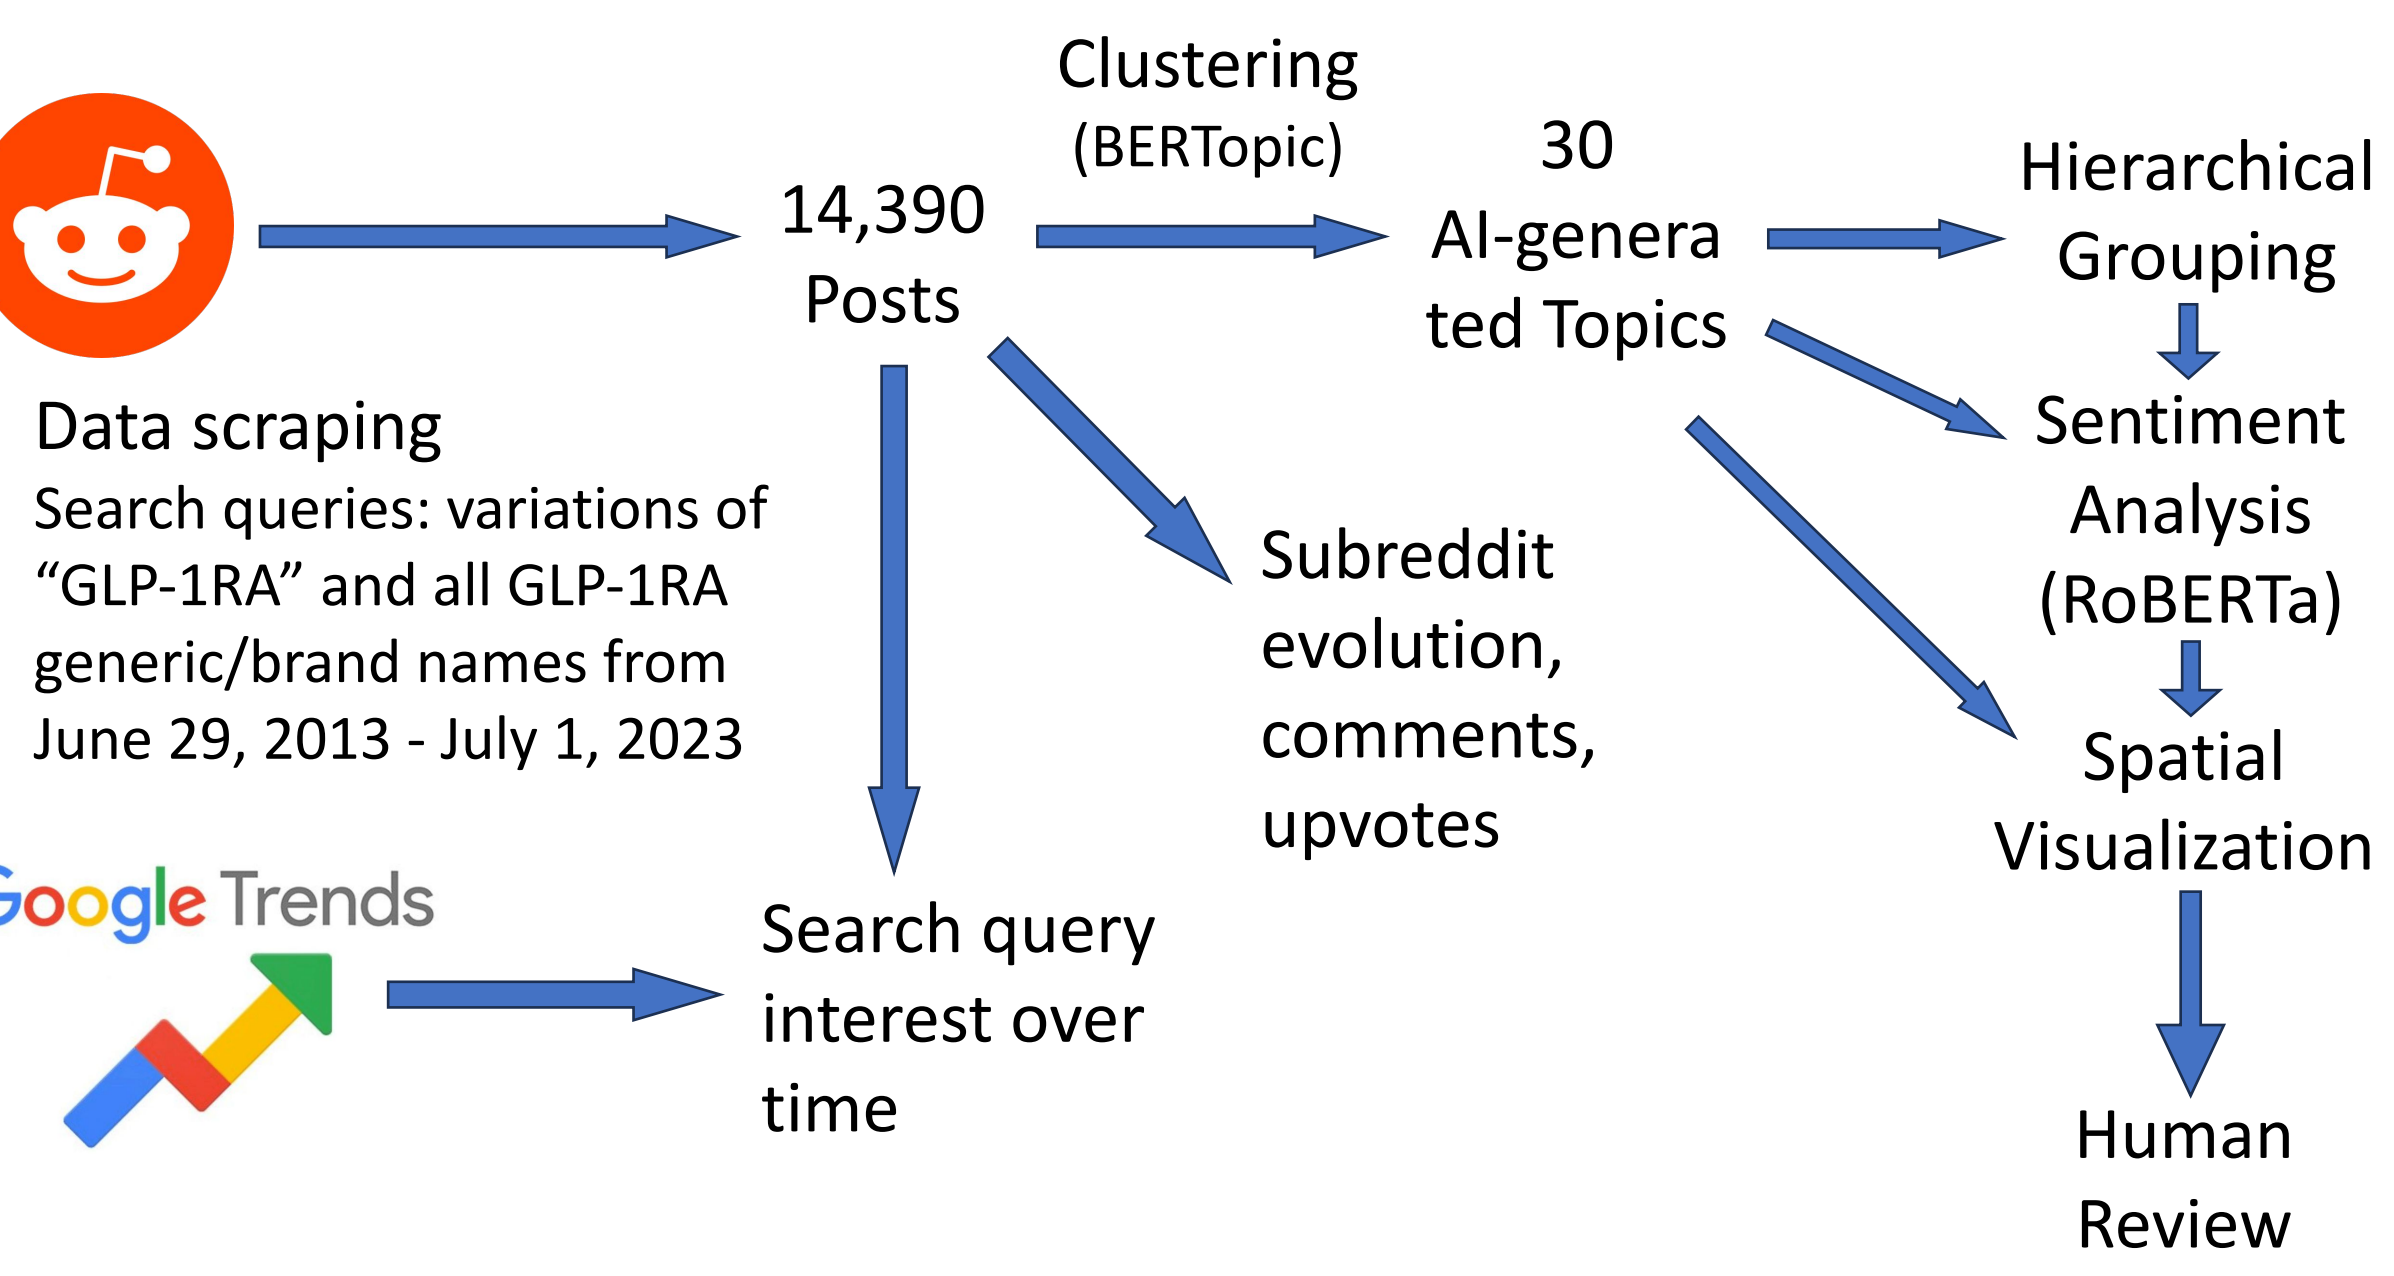 Data scraping
Search queries: variations of
“GLP-1RA” and all GLP-1RA
generic/brand names from
June 29, 2013 - July 1, 2023
14,390
Posts
Clustering
(BERTopic)
30
AI-genera
ted Topics
Hierarchical
Grouping
Sentiment
Analysis
(RoBERTa)
Spatial
Visualization
Human
Review
Subreddit
evolution,
comments,
upvotes
Google Trends
Search query
interest over
time